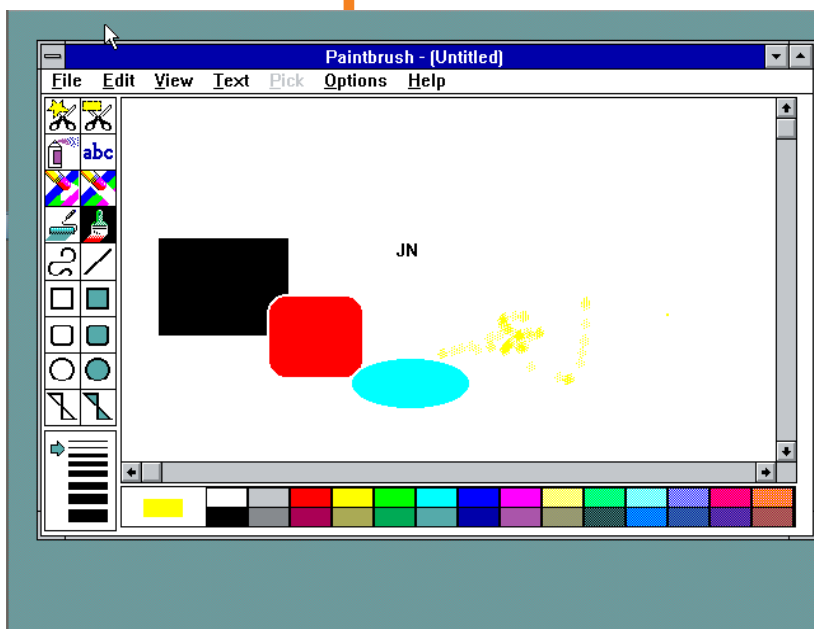 Paintbrush - (Untitled)
File Edit View Text Pick Options Help
abc
JN